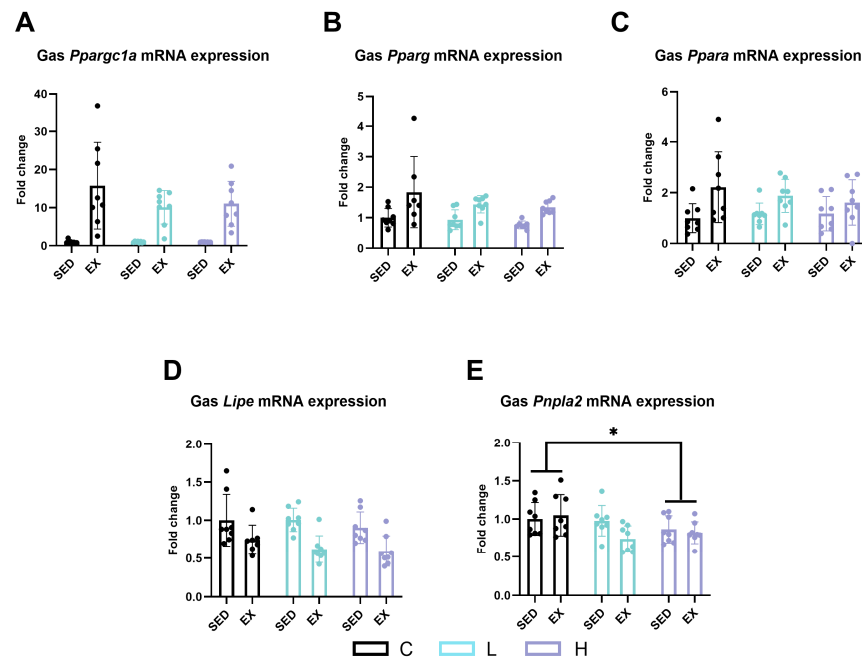 A
Gas Ppargc1a mRNA expression
Fold change
40
30
20
10
0
SED EX SED EX SED EX
B
Gas Pparg mRNA expression
Fold change
5
4
3
2
1
0
SED EX SED EX SED EX
C
Gas Ppara mRNA expression
Fold change
6
4
2
0
SED EX SED EX SED EX
D
Gas Lipe mRNA expression
Fold change
2.0
1.5
1.0
0.5
0.0
SED EX SED EX SED EX
E
Gas Pnpla2 mRNA expression
*
Fold change
2.0
1.5
1.0
0.5
0.0
SED EX SED EX SED EX
C L H